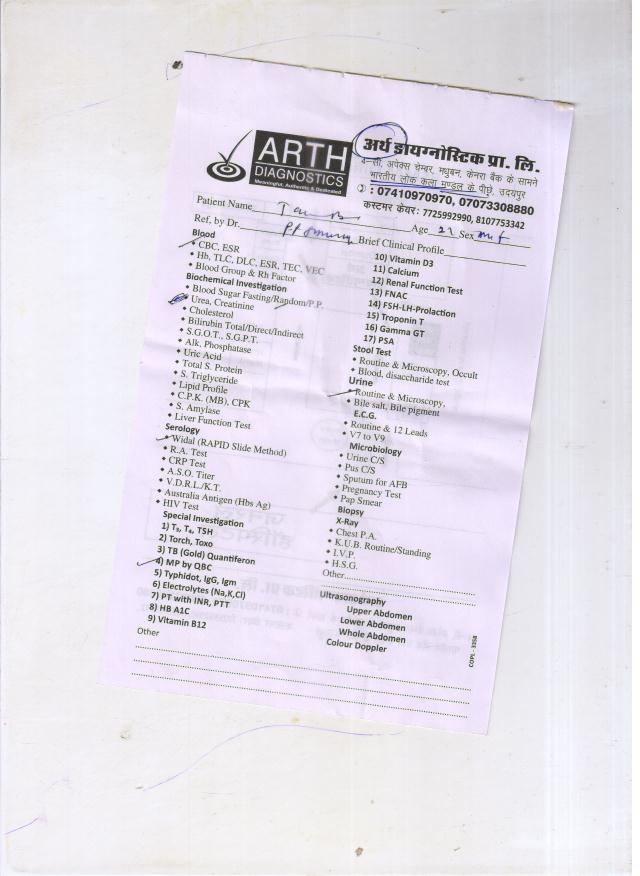 ARTH
DIAGNOSTICS
Meaningful, Authentic & Dedicated
अर्थ डायग्नोस्टिक प्रा. लि.
4-सी, अपेक्स चेम्बर, मधुबन, केनरा बैंक के सामने
भारतीय लोक कला मण्डल के पीछे, उदयपुर
: 07410970970, 07073308880
कस्टमर केयर: 7725992990, 8107753342
Patient Name
Age 21 Sex
Ref, by Dr. Brief Clinical Profile
Blood
CBC, ESR
Hb, TLC, DLC, ESR, TEC, VEC
Blood Group & Rh Factor
Biochemical Investigation
Blood Sugar Fasting/Random/P.P.
Urea, Creatinine
Cholesterol
Bilirubin Total/Direct/Indirect
S.G.O.T., S.G.P.T.
Alk, Phosphatase
Uric Acid
Total S. Protein
S. Triglyceride
Lipid Profile
C.P.K. (MB), CPK
S. Amylase
Liver Function Test
Serology
Widal (RAPID Slide Method)
R.A. Test
CRP Test
A.S.O. Titer
V.D.R.L./K.T.
Australia Antigen (Hbs Ag)
HIV Test
Special Investigation
1) T₃, T₄, TSH
2) Torch, Toxo
3) TB (Gold) Quantiferon
4) MP by QBC
5) Typhidot, IgG, Igm
6) Electrolytes (Na,K,Cl)
7) PT with INR, PTT
8) HB A1C
9) Vitamin B12
Other
10) Vitamin D3
11) Calcium
12) Renal Function Test
13) FNAC
14) FSH-LH-Prolaction
15) Troponin T
16) Gamma GT
17) PSA
Stool Test
Routine & Microscopy, Occult
Blood, disaccharide test
Urine
Routine & Microscopy,
Bile salt, Bile pigment
E.C.G.
Routine & 12 Leads
V7 to V9
Microbiology
Urine C/S
Pus C/S
Sputum for AFB
Pregnancy Test
Pap Smear
Biopsy
X-Ray
Chest P.A.
K.U.B. Routine/Standing
I.V.P.
H.S.G.
Other
Ultrasonography
Upper Abdomen
Lower Abdomen
Whole Abdomen
Colour Doppler
COPL - 3358